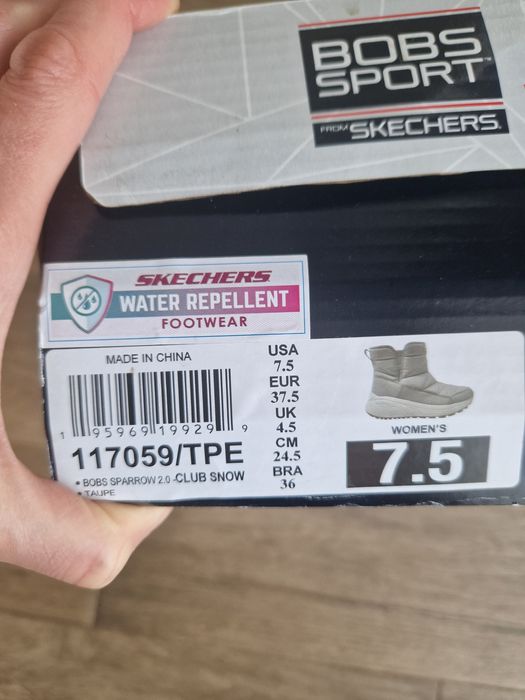 BOBS
SPORT™
FROM SKECHERS.
SKECHERS
WATER REPELLENT
FOOTWEAR
MADE IN CHINA
1 95969 19929 9
117059/TPE
• BOBS SPARROW 2.0 -CLUB SNOW
• TAUPE
USA
7.5
EUR
37.5
UK
4.5
CM
24.5
BRA
36
WOMEN'S
7.5